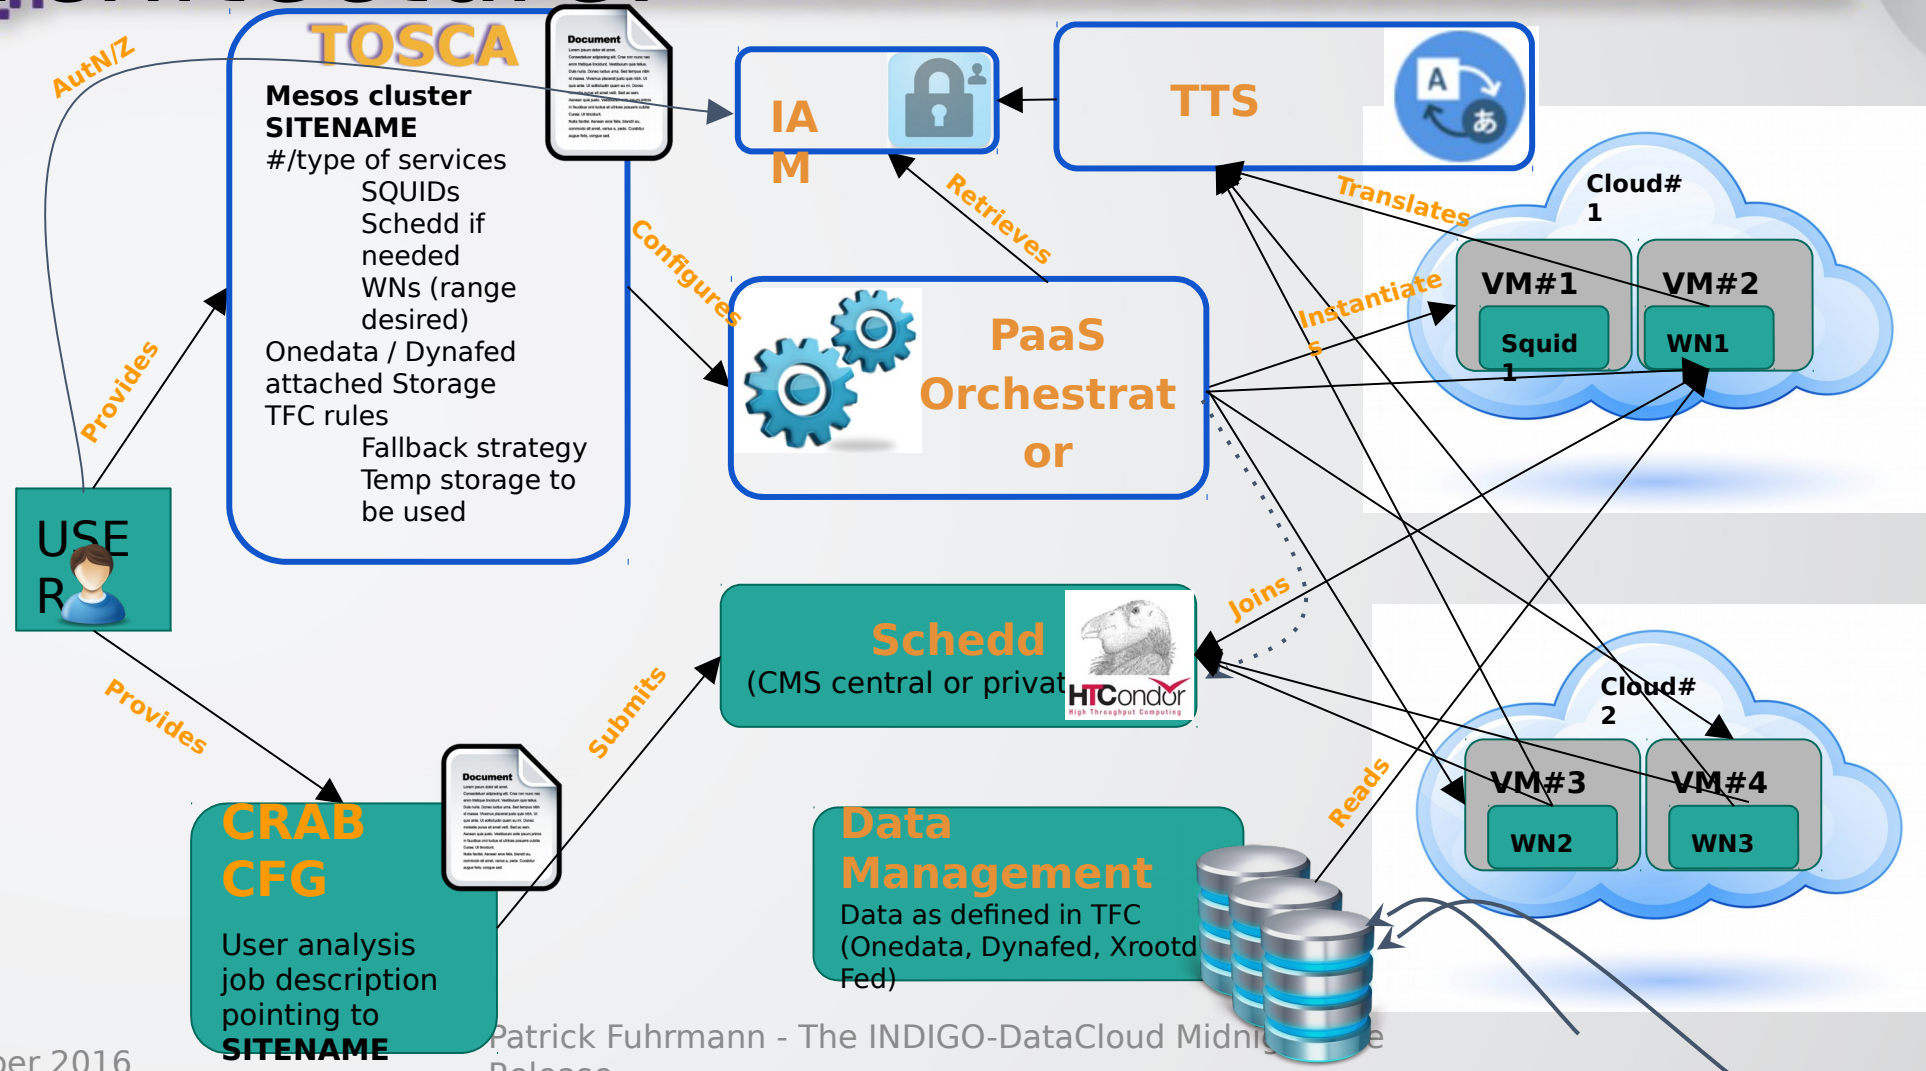 TOSCA
Mesos cluster
SITENAME
#/type of services
SQUIDs
Schedd if
needed
WNs (range
desired)
Onedata / Dynafed
attached Storage
TFC rules
Fallback strategy
Temp storage to
be used
Document
AutN/Z
IA
M
TTS
A
あ
Retrieves
Configures
Translates
Instantiate
s
Provides
USE
R
PaaS
Orchestrat
or
Cloud#
1
VM#1
VM#2
Squid
1
WN1
Schedd
(CMS central or privat
HTCondor
High Throughput Computing
Joins
Provides
Submits
Reads
Cloud#
2
VM#3
VM#4
WN2
WN3
CRAB
CFG
Document
User analysis
job description
pointing to
SITENAME
Data
Management
Data as defined in TFC
(Onedata, Dynafed, Xrootd
Fed)
Patrick Fuhrmann - The INDIGO-DataCloud
2016